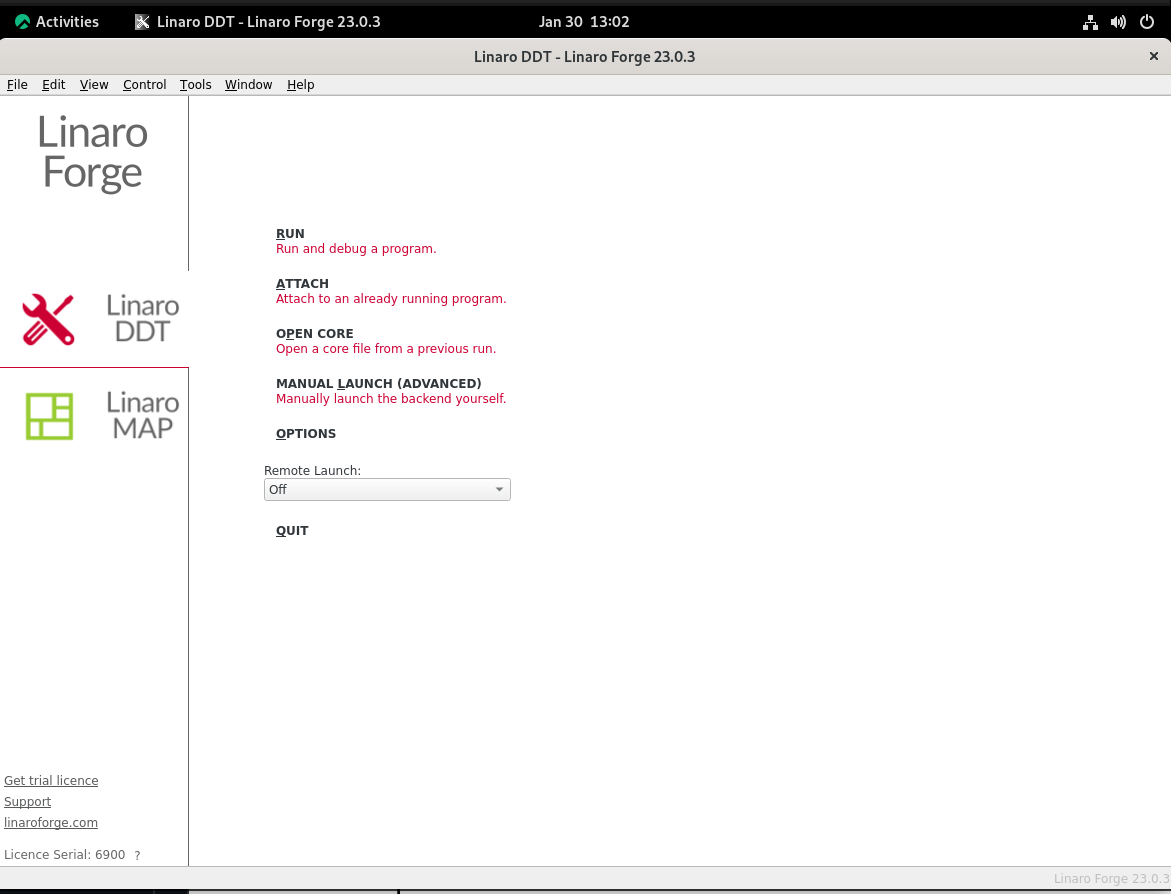 Activities
Linaro DDT - Linaro Forge 23.0.3
Jan 30 13:02
Linaro DDT - Linaro Forge 23.0.3
File Edit View Control Tools Window Help
Linaro
Forge
Linaro
DDT
Linaro
MAP
RUN
Run and debug a program.
ATTACH
Attach to an already running program.
OPEN CORE
Open a core file from a previous run.
MANUAL LAUNCH (ADVANCED)
Manually launch the backend yourself.
OPTIONS
Remote Launch:
Off
QUIT
Get trial licence
Support
linaroforge.com
Licence Serial: 6900 ?
Linaro Forge 23.0.3